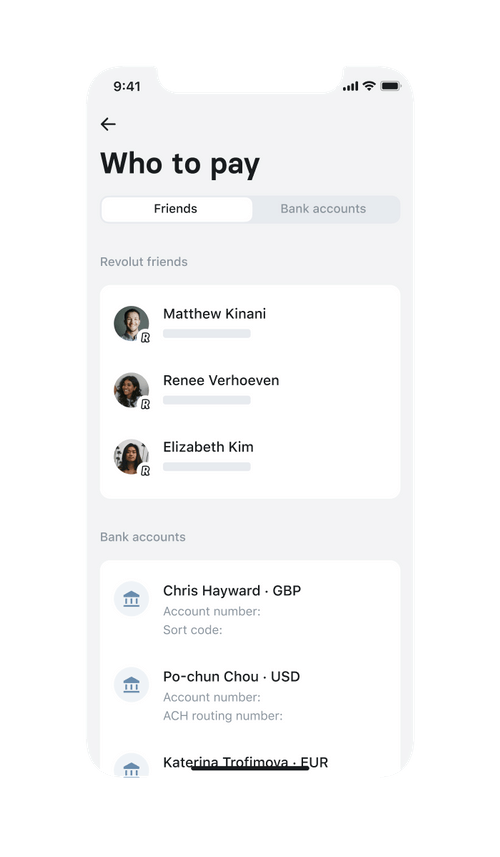 9:41
Who to pay
Friends
Bank accounts
Revolut friends
Matthew Kinani
R
Renee Verhoeven
R
Elizabeth Kim
R
Bank accounts
Chris Hayward · GBP
Account number:
Sort code:
Po-chun Chou · USD
Account number:
ACH routing number:
Katerina Trofimova · EUR